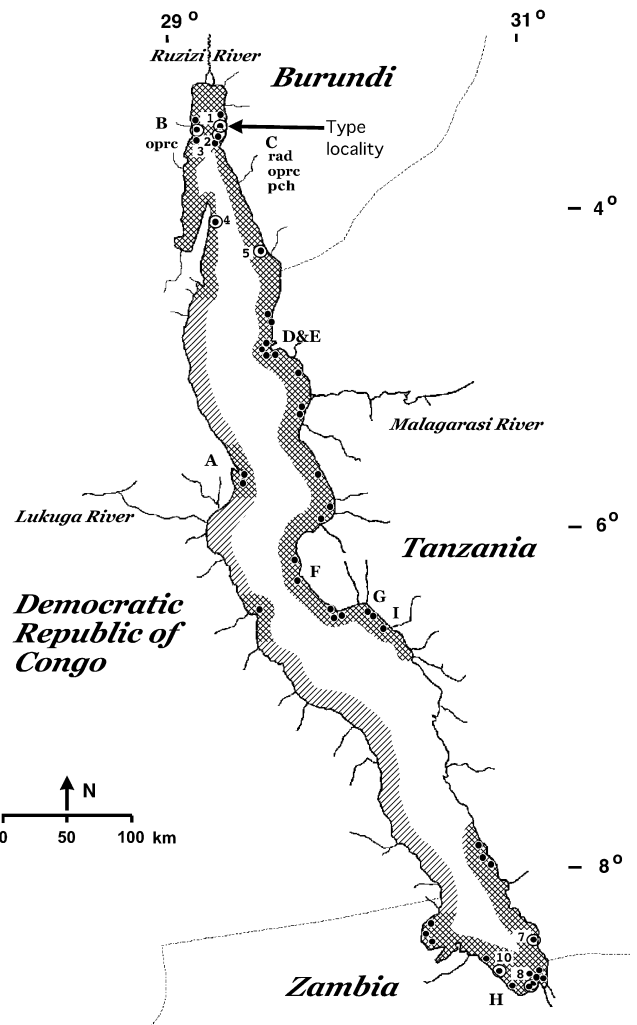 29 o
31 o
Ruzizi River
Burundi
B
1
Type
locality
oprc
2
3
C
rad
oprc
pch
4 o
4
5
D&E
Malagarasi River
A
Lukuga River
6 o
Tanzania
F
G
I
Democratic
Republic of
Congo
N
0 50 100 km
8 o
7
10
8
Zambia
H